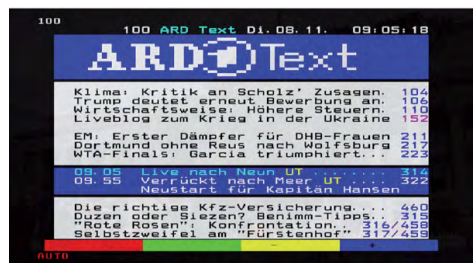 100
100 ARD Text Di. 08. 11. 09:05:18
ARD Text
Klima: Kritik an Scholz' Zusagen. 104
Trump deutet erneut Bewerbung an. 106
Wirtschaftsweise: Höhere Steuern. 110
Liveblog zum Krieg in der Ukraine 152
EM: Erster Dämpfer für DHB-Frauen 211
Dortmund ohne Reus nach Wolfsburg 217
WTA-Finals: Garcia triumphiert... 223
09.05 Live nach Neun UT ........ 314
09.55 Verrückt nach Meer UT .... 322
Neustart für Kapitän Hansen
Die richtige Kfz-Versicherung.... 460
Duzen oder Siezen? Benimm-Tipps.. 315
"Rote Rosen": Konfrontation.. 316/458
Selbstzweifel am "Fürstenhof" 317/459
- +
AUTO